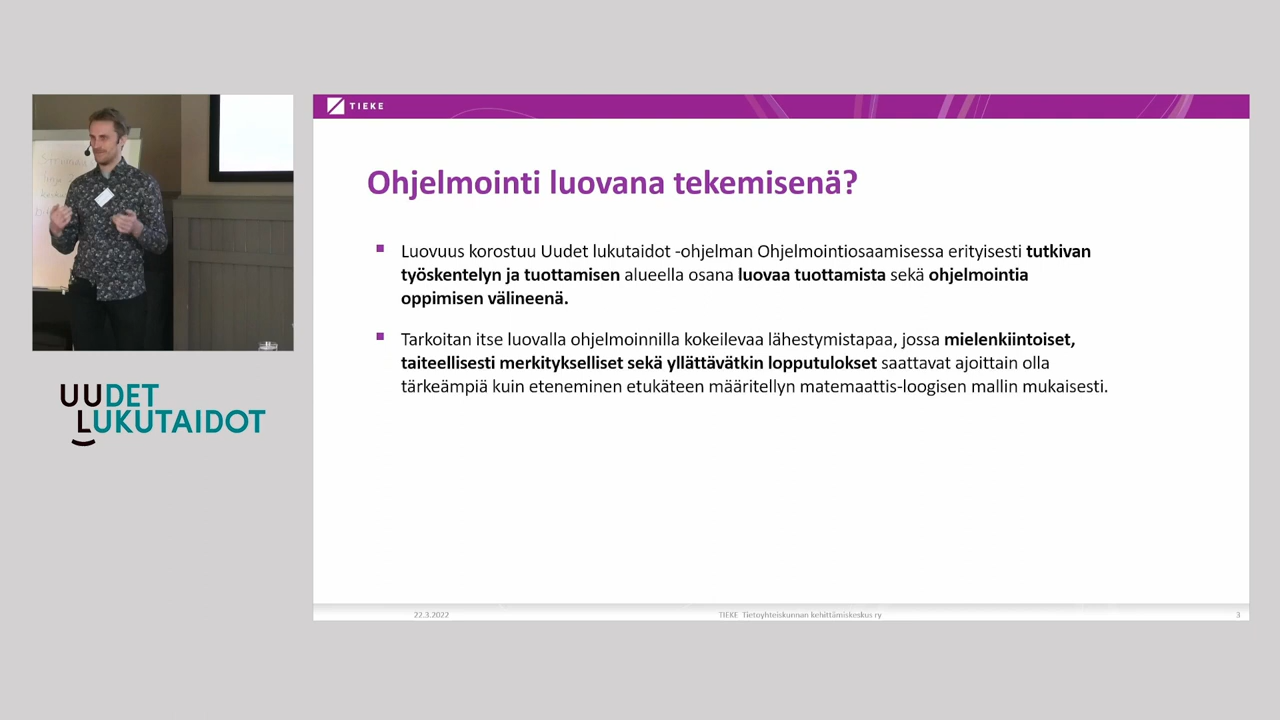 TIEKE
Ohjelmointi luovana tekemisenä?
Luovuus korostuu Uudet lukutaidot -ohjelman Ohjelmointiosaamisessa erityisesti tutkivan
työskentelyn ja tuottamisen alueella osana luovaa tuottamista sekä ohjelmointia
oppimisen välineenä.
Tarkoitan itse luovalla ohjelmoinnilla kokeilevaa lähestymistapaa, jossa mielenkiintoiset,
taiteellisesti merkitykselliset sekä yllättävätkin lopputulokset saattavat ajoittain olla
tärkeämpiä kuin eteneminen etukäteen määritellyn matemaattis-loogisen mallin mukaisesti.
22.3.2022
TIEKE Tietoyhteiskunnan kehittämiskeskus ry
3
UUDET
LUKUTAIDOT